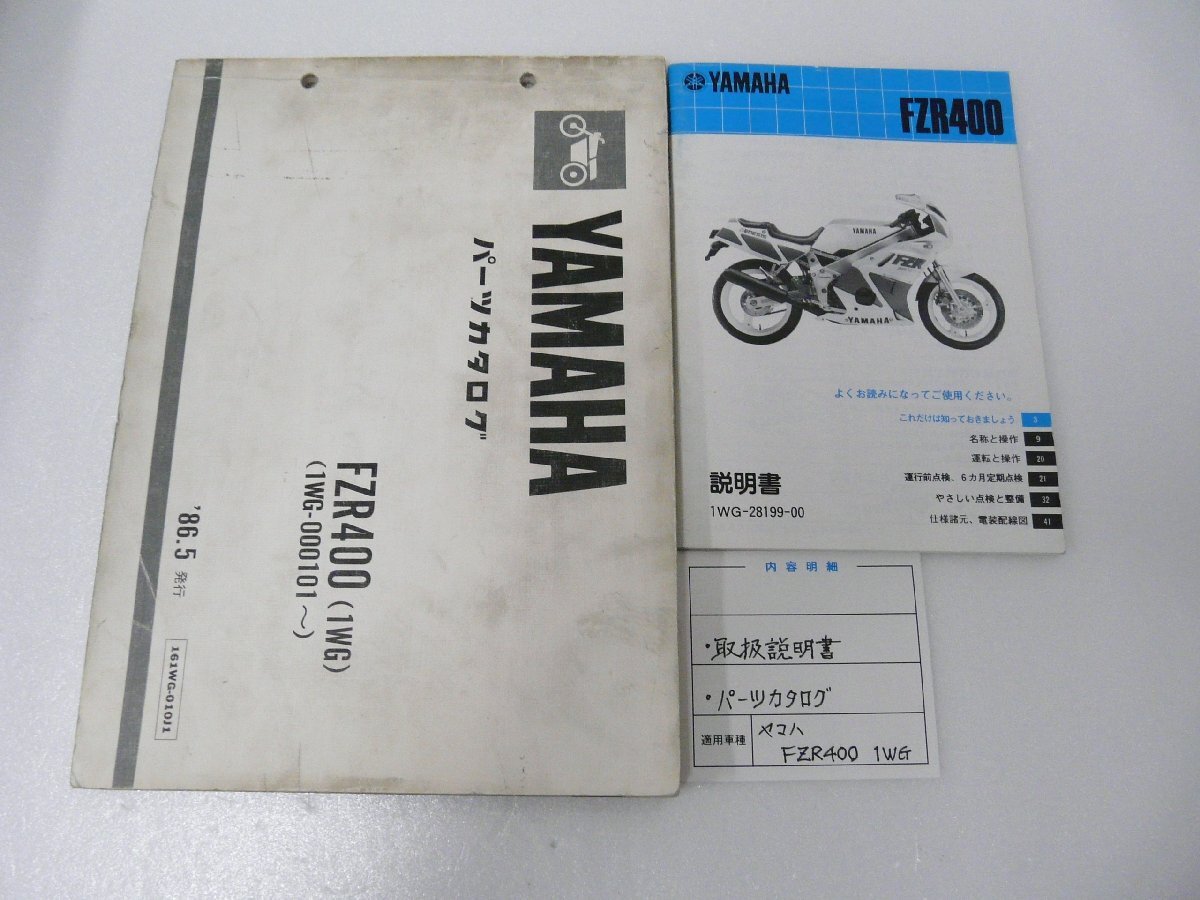 YAMAHA
パーツカタログ
FZR400 (1WG)
(1WG-000101〜)
'86.5 発行
161WG-010J1
YAMAHA
FZR400
YAMAHA
FZR
YAMAHA
よくお読みになってご使用ください。
これだけは知っておきましょう 3
名称と操作 9
運転と操作 20
運行前点検、6カ月定期点検 21
やさしい点検と整備 32
仕様諸元、電装配線図 41
説明書
1WG-28199-00
内容明細
・取扱説明書
・パーツカタログ
適用車種 ヤマハ
FZR400 1WG